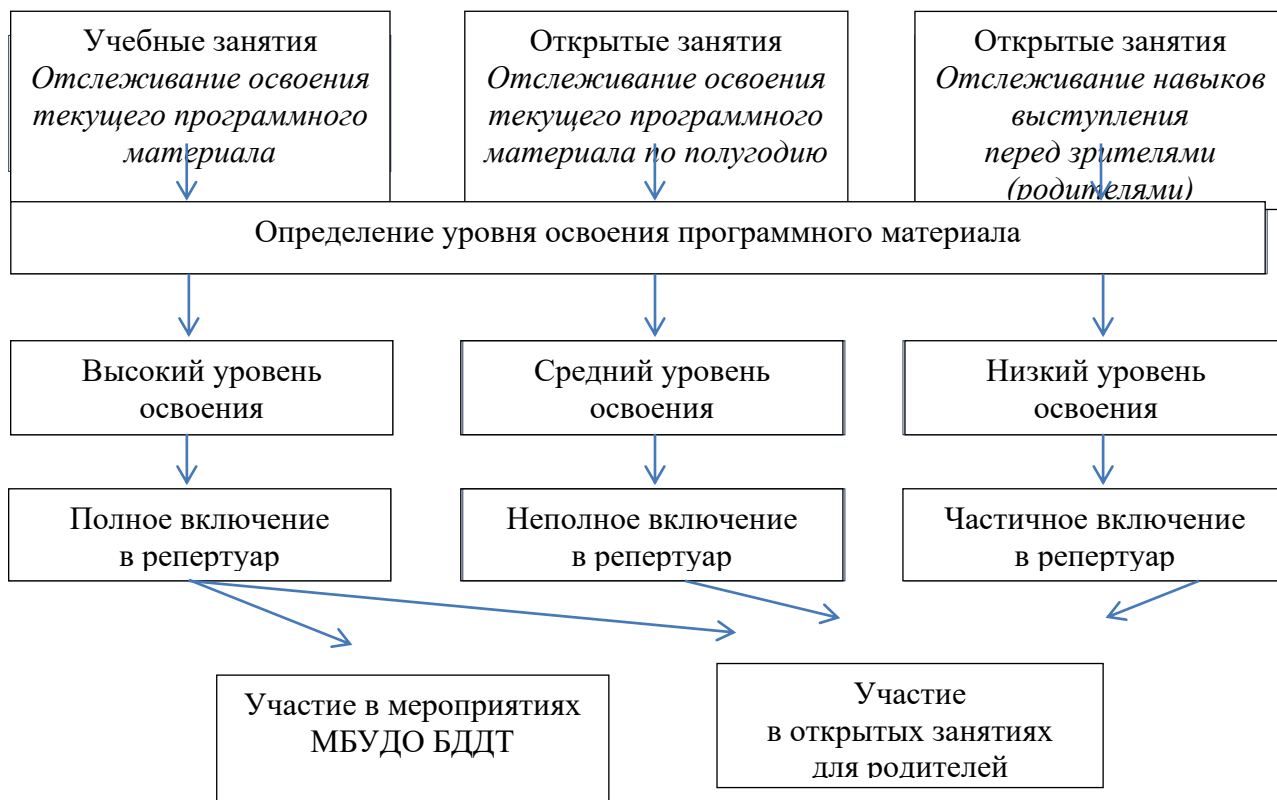 Учебные занятия
Отслеживание освоения
текущего программного
материала
Открытые занятия
Отслеживание освоения
текущего программного
материала по полугодию
Открытые занятия
Отслеживание навыков
выступления
перед зрителями
(родителями)
Определение уровня освоения программного материала
Высокий уровень
освоения
Средний уровень
освоения
Низкий уровень
освоения
Полное включение
в репертуар
Неполное включение
в репертуар
Частичное включение
в репертуар
Участие в мероприятиях
МБУДО БДДТ
Участие
в открытых занятиях
для родителей